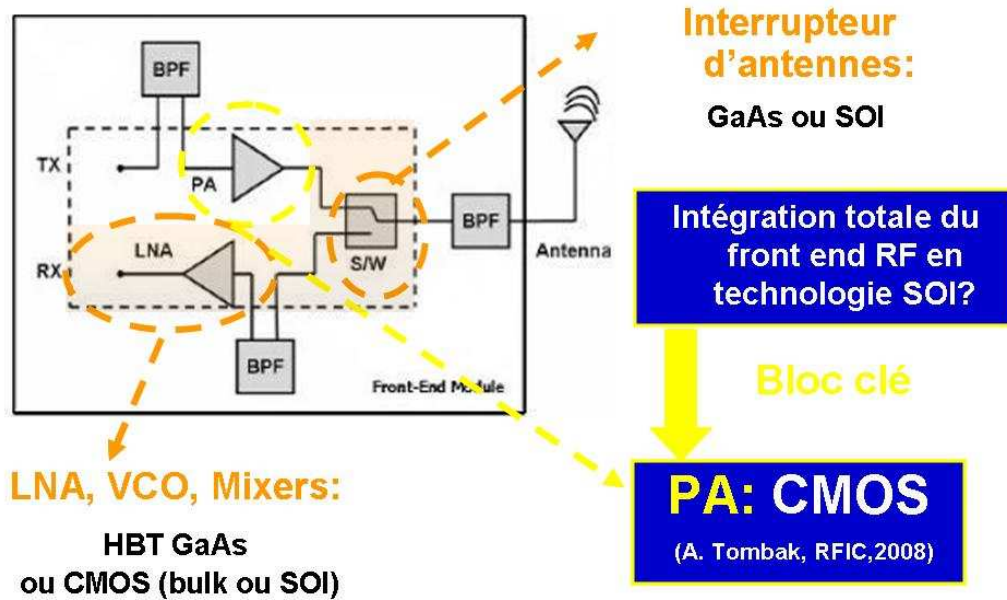 Interrupteur
d'antennes:
GaAs ou SOI
BPF
TX
PA
LNA
RX
S/W
BPF
Antenna
BPF
Front-End Module
Intégration totale du
front end RF en
technologie SOI?
Bloc clé
LNA, VCO, Mixers:
HBT GaAs
ou CMOS (bulk ou SOI)
PA: CMOS
(A. Tombak, RFIC,2008)